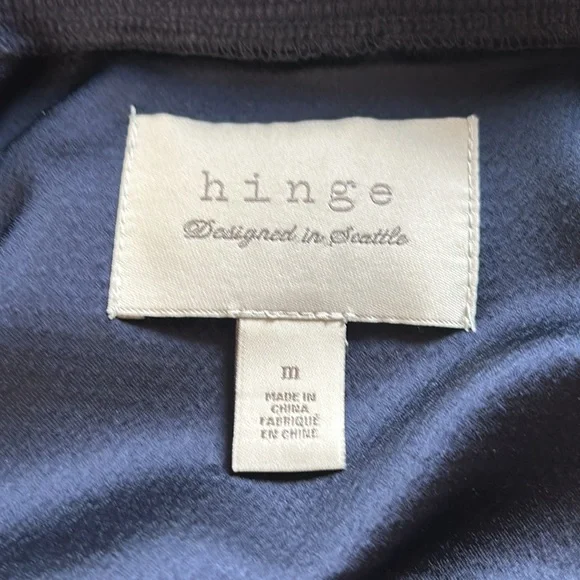 hinge
Designed in Seattle
m
MADE IN
CHINA
FABRIQUÉ
EN CHINE